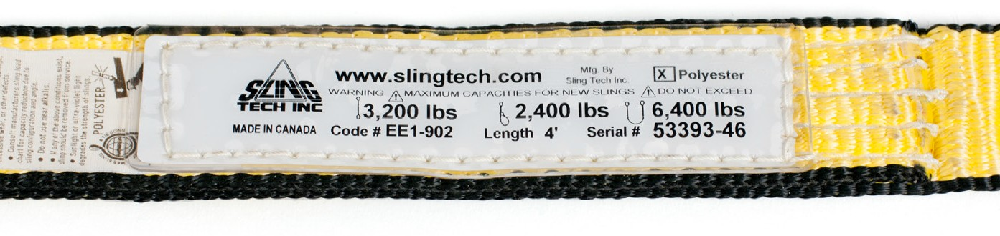 www.slingtech.com
Mfg. By
Sling Tech Inc.
X Polyester
SLING
TECH INC
MADE IN CANADA
WARNING MAXIMUM CAPACITIES FOR NEW SLINGS DO NOT EXCEED
3,200 lbs 2,400 lbs 6,400 lbs
Code # EE1-902 Length 4' Serial # 53393-46
wear, or other defects.
• Consult manufacturers sling load
chart for capacity reduction due to
sling configuration and angle.
• Do not use near alkalis.
• If any of the above conditions exist,
sling should be removed from service.
• Sunlight or ultra-violet light
degrades the strength of slings.
POLYESTER